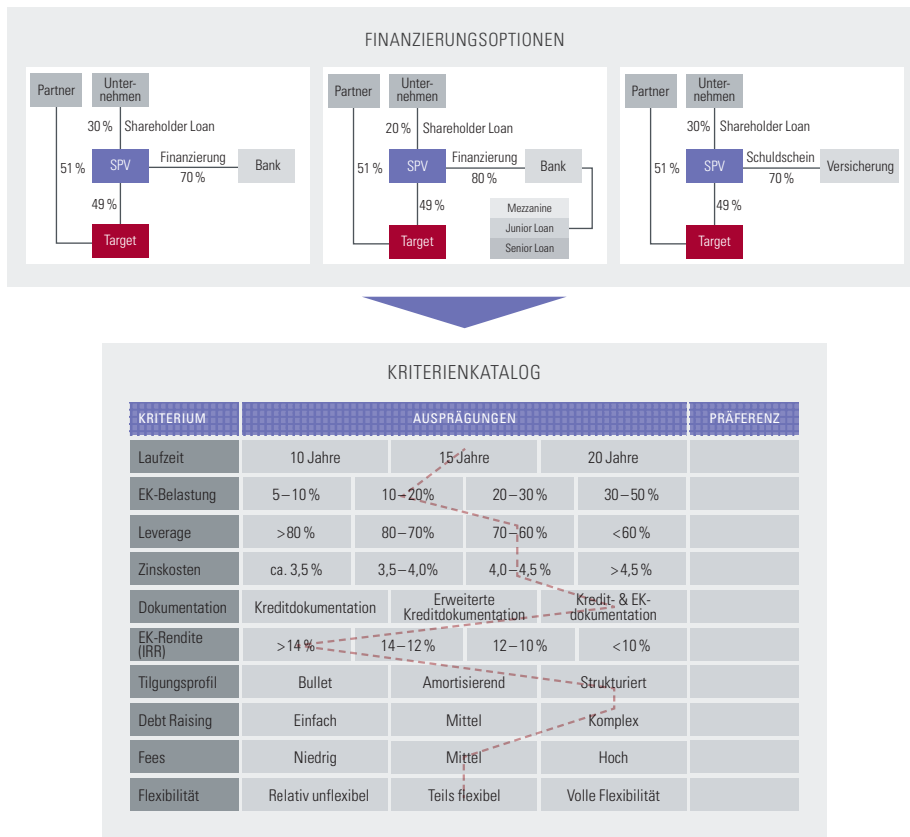 FINANZIERUNGSOPTIONEN
Partner
Unter-
nehmen
30 % Shareholder Loan
51 %
SPV
Finanzierung
70 %
Bank
49 %
Target
Partner
Unter-
nehmen
20 % Shareholder Loan
51 %
SPV
Finanzierung
80 %
Bank
49 %
Mezzanine
Junior Loan
Senior Loan
Target
Partner
Unter-
nehmen
30% Shareholder Loan
51 %
SPV
Schuldschein
70 %
Versicherung
49 %
Target
KRITERIENKATALOG
KRITERIUM AUSPRÄGUNGEN PRÄFERENZ
Laufzeit 10 Jahre 15 Jahre 20 Jahre
EK-Belastung 5–10 % 10–20% 20–30 % 30–50 %
Leverage >80 % 80–70% 70–60 % <60 %
Zinskosten ca. 3,5 % 3,5–4,0% 4,0–4,5 % >4,5 %
Dokumentation Kreditdokumentation Erweiterte
Kreditdokumentation Kredit- & EK-
dokumentation
EK-Rendite
(IRR) >14 % 14–12 % 12–10 % <10 %
Tilgungsprofil Bullet Amortisierend Strukturiert
Debt Raising Einfach Mittel Komplex
Fees Niedrig Mittel Hoch
Flexibilität Relativ unflexibel Teils flexibel Volle Flexibilität